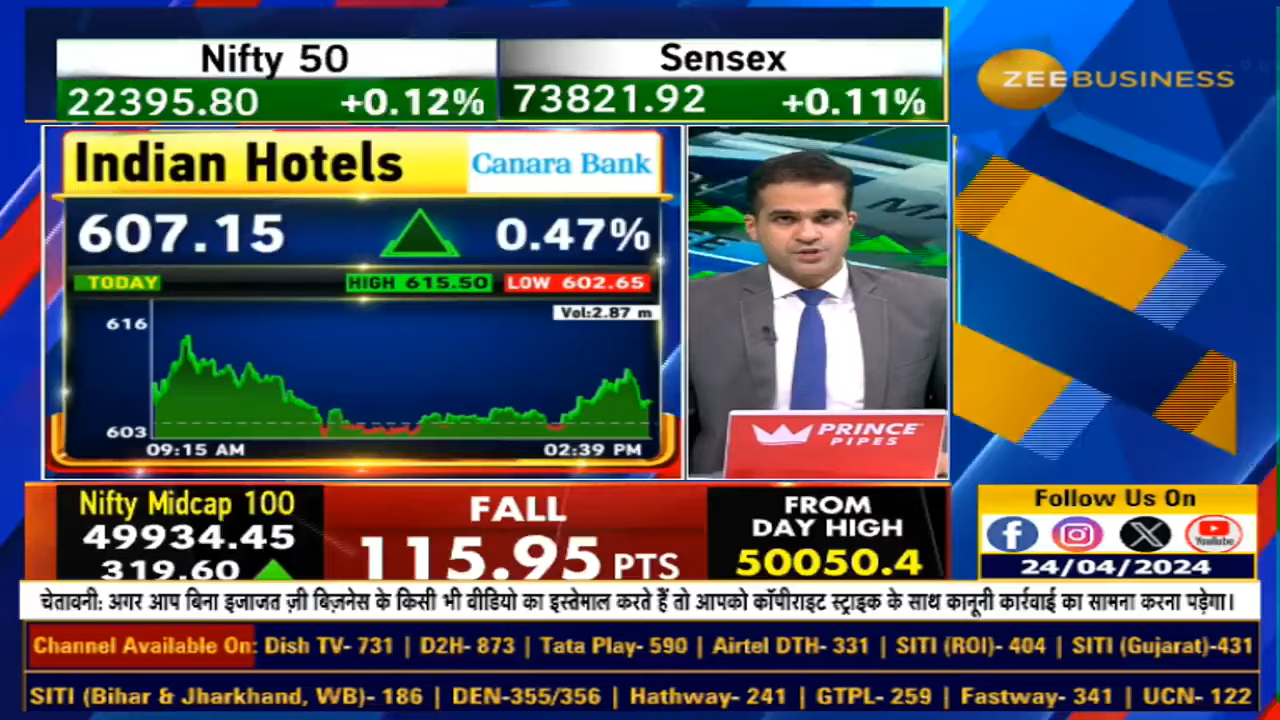 Nifty 50
22395.80 +0.12%
Sensex
73821.92 +0.11%
ZEEBUSINESS
Indian Hotels
Canara Bank
607.15 0.47%
TODAY HIGH 615.50 LOW 602.65
Vol:2.87 m
616
603
09:15 AM 02:39 PM
PRINCE
PIPES
Nifty Midcap 100
49934.45
319.60
FALL
115.95 PTS
FROM
DAY HIGH
50050.4
Follow Us On
YouTube
24/04/2024
चेतावनी: अगर आप बिना इजाजत ज़ी बिज़नेस के किसी भी वीडियो का इस्तेमाल करते हैं तो आपको कॉपीराइट स्ट्राइक के साथ कानूनी कार्रवाई का सामना करना पड़ेगा।
Channel Available On: Dish TV- 731 | D2H- 873 | Tata Play- 590 | Airtel DTH- 331 | SITI (ROI)- 404 | SITI (Gujarat)-431
SITI (Bihar & Jharkhand, WB)- 186 | DEN-355/356 | Hathway- 241 | GTPL- 259 | Fastway- 341 | UCN- 122